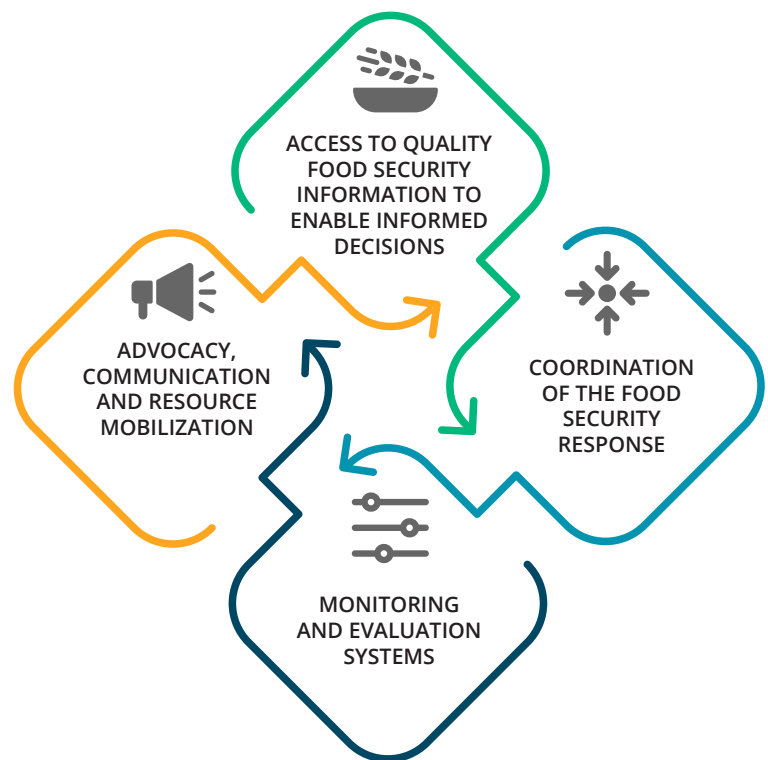 ACCESS TO QUALITY
FOOD SECURITY
INFORMATION TO
ENABLE INFORMED
DECISIONS
ADVOCACY,
COMMUNICATION
AND RESOURCE
MOBILIZATION
COORDINATION
OF THE FOOD
SECURITY
RESPONSE
MONITORING
AND EVALUATION
SYSTEMS